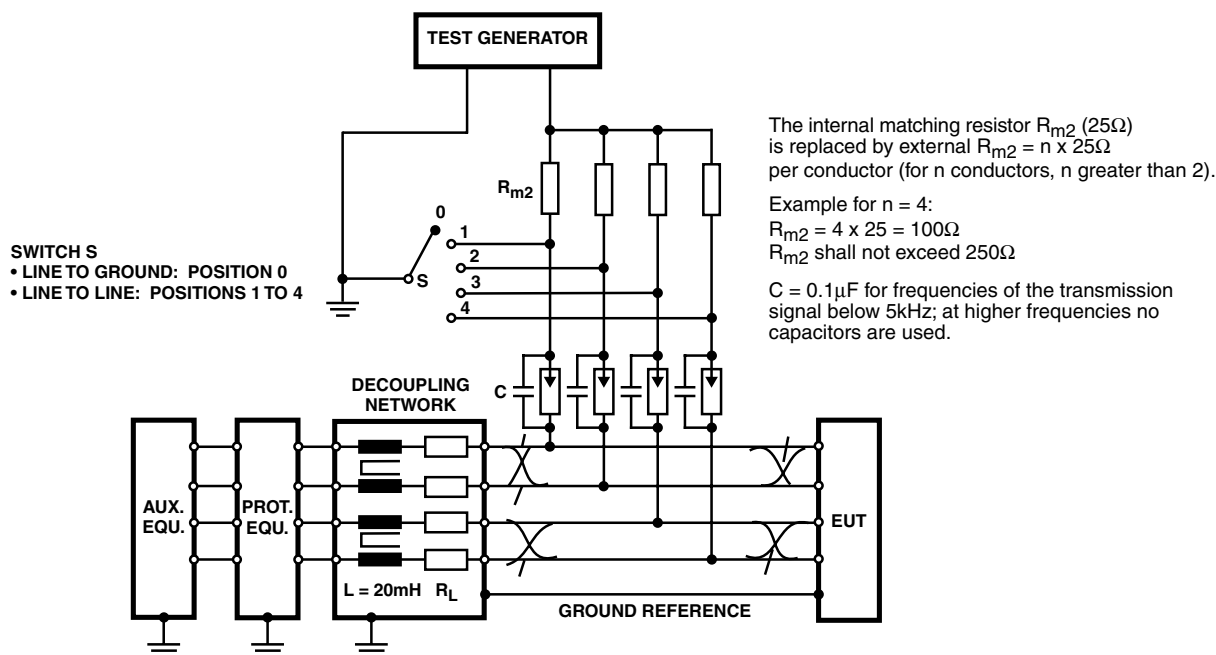 TEST GENERATOR
The internal matching resistor Rm2 (25Ω)
is replaced by external Rm2 = n x 25Ω
per conductor (for n conductors, n greater than 2).
Example for n = 4:
Rm2 = 4 x 25 = 100Ω
Rm2 shall not exceed 250Ω
C = 0.1μF for frequencies of the transmission
signal below 5kHz; at higher frequencies no
capacitors are used.
Rm2
0
1
2
3
4
S
SWITCH S
• LINE TO GROUND: POSITION 0
• LINE TO LINE: POSITIONS 1 TO 4
DECOUPLING
NETWORK
C
AUX.
EQU.
PROT.
EQU.
EUT
L = 20mH RL
GROUND REFERENCE